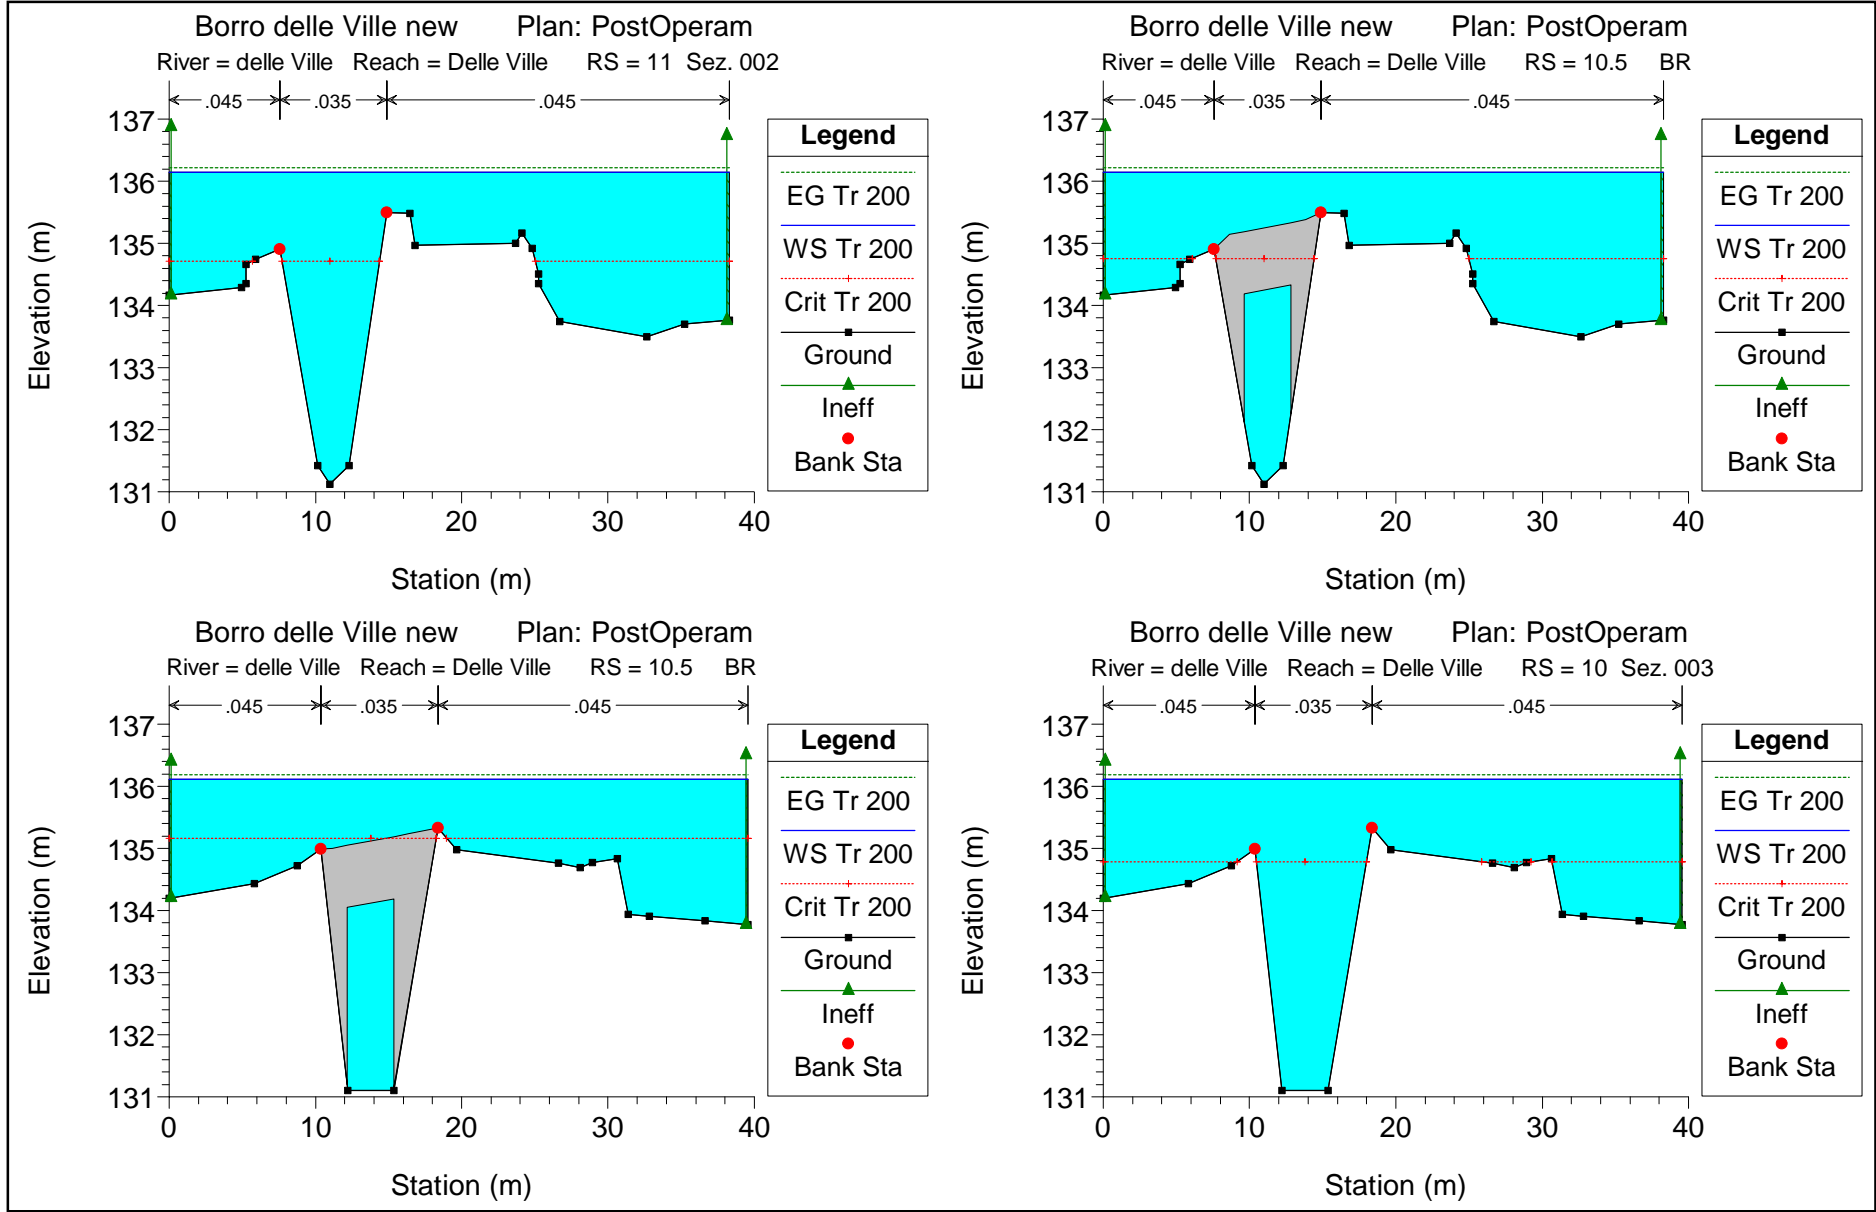 Borro delle Ville new Plan: PostOperam
River = delle Ville Reach = Delle Ville RS = 11 Sez. 002
.045 .035 .045
137
136
135
134
133
132
131
0 10 20 30 40
Elevation (m)
Station (m)
Legend
EG Tr 200
WS Tr 200
Crit Tr 200
Ground
Ineff
Bank Sta
Borro delle Ville new Plan: PostOperam
River = delle Ville Reach = Delle Ville RS = 10.5 BR
.045 .035 .045
137
136
135
134
133
132
131
0 10 20 30 40
Elevation (m)
Station (m)
Legend
EG Tr 200
WS Tr 200
Crit Tr 200
Ground
Ineff
Bank Sta
Borro delle Ville new Plan: PostOperam
River = delle Ville Reach = Delle Ville RS = 10.5 BR
.045 .035 .045
137
136
135
134
133
132
131
0 10 20 30 40
Elevation (m)
Station (m)
Legend
EG Tr 200
WS Tr 200
Crit Tr 200
Ground
Ineff
Bank Sta
Borro delle Ville new Plan: PostOperam
River = delle Ville Reach = Delle Ville RS = 10 Sez. 003
.045 .035 .045
137
136
135
134
133
132
131
0 10 20 30 40
Elevation (m)
Station (m)
Legend
EG Tr 200
WS Tr 200
Crit Tr 200
Ground
Ineff
Bank Sta